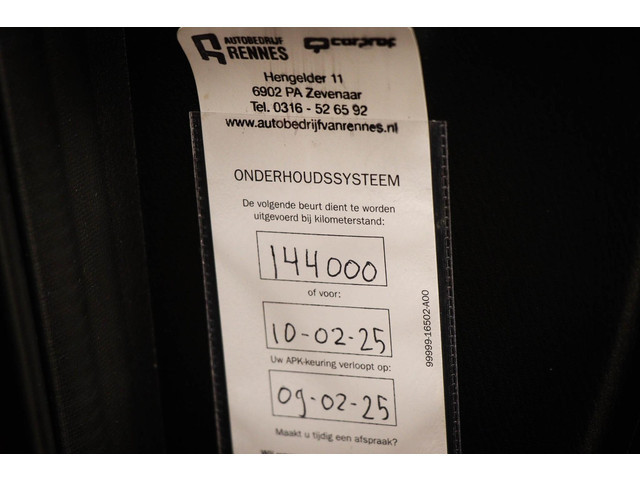 AUTOBEDRIJF
RENNES
carprof
Hengelder 11
6902 PA Zevenaar
Tel. 0316 - 52 65 92
www.autobedrijfvanrennes.nl
ONDERHOUDSSYSTEEM
De volgende beurt dient te worden
uitgevoerd bij kilometerstand:
144000
of voor:
10-02-25
Uw APK-keuring verloopt op:
09-02-25
Maakt u tijdig een afspraak?
99999-16502-A00